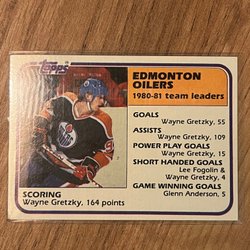 TOPPS
EDMONTON
OILERS
1980-81 team leaders
GOALS
Wayne Gretzky, 55
ASSISTS
Wayne Gretzky, 109
POWER PLAY GOALS
Wayne Gretzky, 15
SHORT HANDED GOALS
Lee Fogolin &
Wayne Gretzky, 4
GAME WINNING GOALS
Glenn Anderson, 5
SCORING
Wayne Gretzky, 164 points